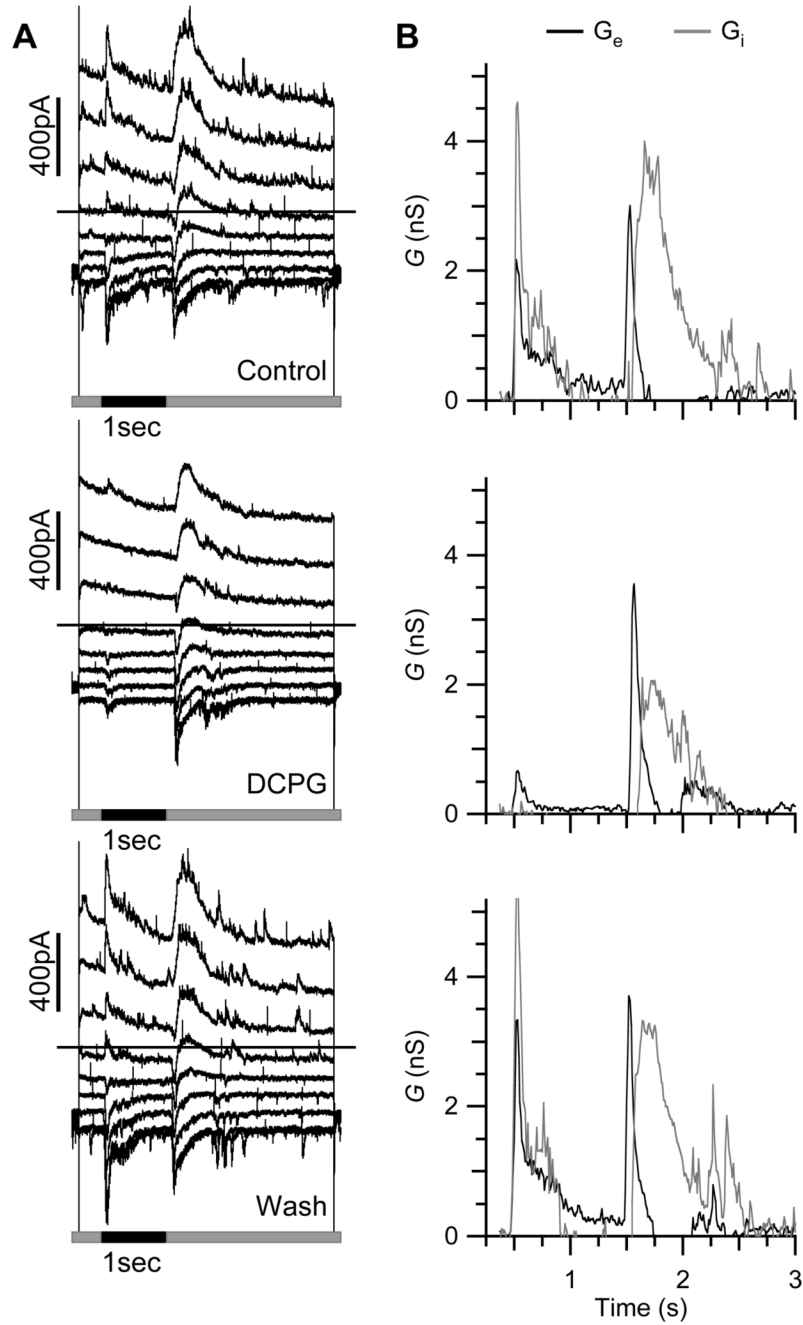 A
400pA
Control
1sec
400pA
DCPG
1sec
400pA
Wash
1sec
B
Ge Gi
4
2
0
G (nS)
4
2
0
G (nS)
4
2
0
G (nS)
1 2 3
Time (s)